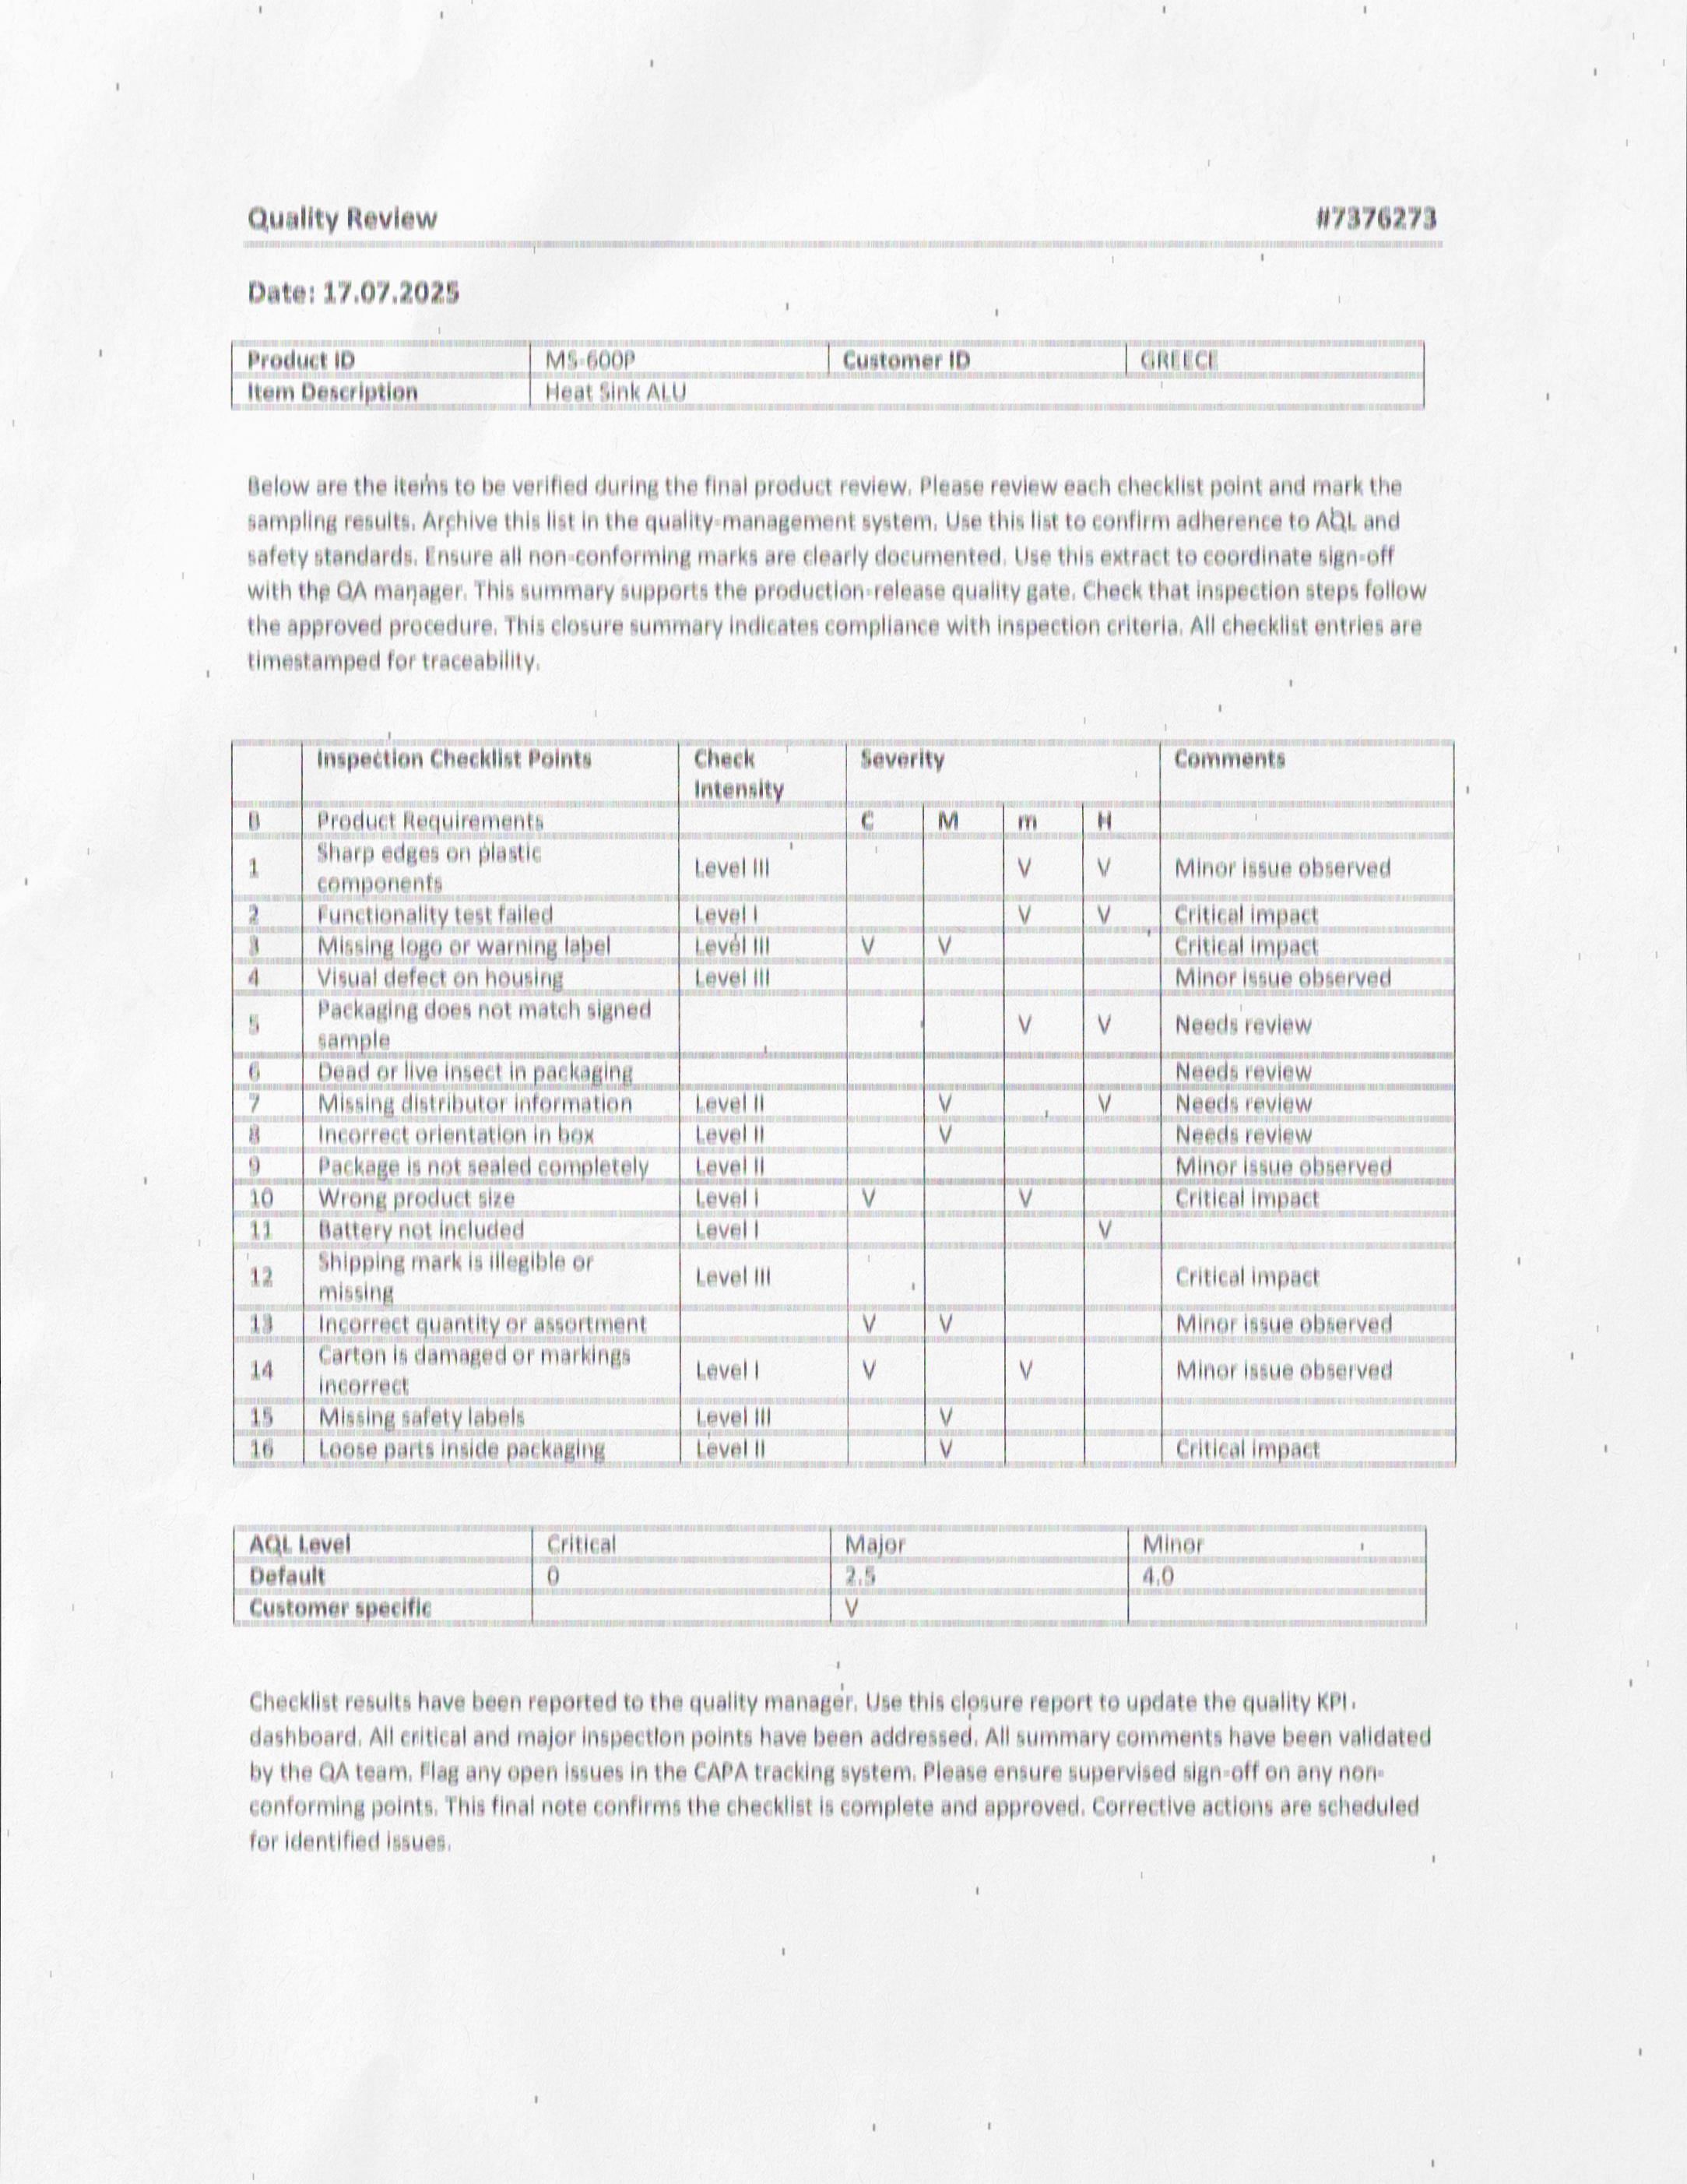 Quality Review #7376273
Date: 17.07.2025
Product ID MS-600P Customer ID GREECE
Item Description Heat Sink ALU
Below are the items to be verified during the final product review. Please review each checklist point and mark the
sampling results. Archive this list in the quality-management system. Use this list to confirm adherence to AQL and
safety standards. Ensure all non-conforming marks are clearly documented. Use this extract to coordinate sign-off
with the QA manager. This summary supports the production-release quality gate. Check that inspection steps follow
the approved procedure. This closure summary indicates compliance with inspection criteria. All checklist entries are
timestamped for traceability.
Inspection Checklist Points Check Severity Comments
Intensity
0 Product Requirements C M m H
Sharp edges on plastic
1 Level III V V Minor issue observed
components
2 Functionality test failed Level I V V Critical impact
3 Missing logo or warning label Level III V V Critical impact
4 Visual defect on housing Level III Minor issue observed
Packaging does not match signed
5 V V Needs review
sample
6 Dead or live insect in packaging Needs review
7 Missing distributor information Level II V V Needs review
8 Incorrect orientation in box Level II V Needs review
9 Package is not sealed completely Level II Minor issue observed
10 Wrong product size Level I V V Critical impact
11 Battery not included Level I V
Shipping mark is illegible or
12 Level III Critical impact
missing
13 Incorrect quantity or assortment V V Minor issue observed
Carton is damaged or markings
14 Level I V V Minor issue observed
incorrect
15 Missing safety labels Level III V
16 Loose parts inside packaging Level II V Critical impact
AQL Level Critical Major Minor
Default 0 2.5 4.0
Customer specific V
Checklist results have been reported to the quality manager. Use this closure report to update the quality KPI
dashboard. All critical and major inspection points have been addressed. All summary comments have been validated
by the QA team. Flag any open issues in the CAPA tracking system. Please ensure supervised sign-off on any non-
conforming points. This final note confirms the checklist is complete and approved. Corrective actions are scheduled
for identified issues.